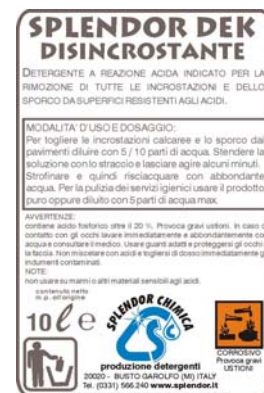 SPLENDOR DEK
DISINCROSTANTE
DETERGENTE A REAZIONE ACIDA INDICATO PER LA
RIMOZIONE DI TUTTE LE INCROSTAZIONI E DELLO
SPORCO DA SUPERFICI RESISTENTI AGLI ACIDI.
MODALITA' D'USO E DOSAGGIO:
Per togliere le incrostazioni calcaree e lo sporco dai
pavimenti diluire con 5 / 10 parti di acqua. Stendere la
soluzione con lo straccio e lasciare agire alcuni minuti.
Strofinare e quindi risciacquare con abbondante
acqua. Per la pulizia dei servizi igienici usare il prodotto
puro oppure diluito con 5 parti di acqua max.
AVVERTENZE:
contiene acido fosforico oltre il 20 %. Provoca gravi ustioni. In caso di
contatto con gli occhi lavare immediatamente e abbondantemente con
acqua e consultare il medico. Usare guanti adatti e proteggersi gli occhi e
la faccia. Non miscelare con acidi e togliersi di dosso immediatamente gli
indumenti contaminati.
NOTE:
non usare su marmi o altri materiali sensibili agli acidi.
contenuto netto
m.p. all'origine
10 l e
SPLENDOR CHIMICA
produzione detergenti
20020 - BUSTO GAROLFO (MI) ITALY
Tel. (0331) 566.240 www.splendor.it
CORROSIVO
Provoca gravi
USTIONI